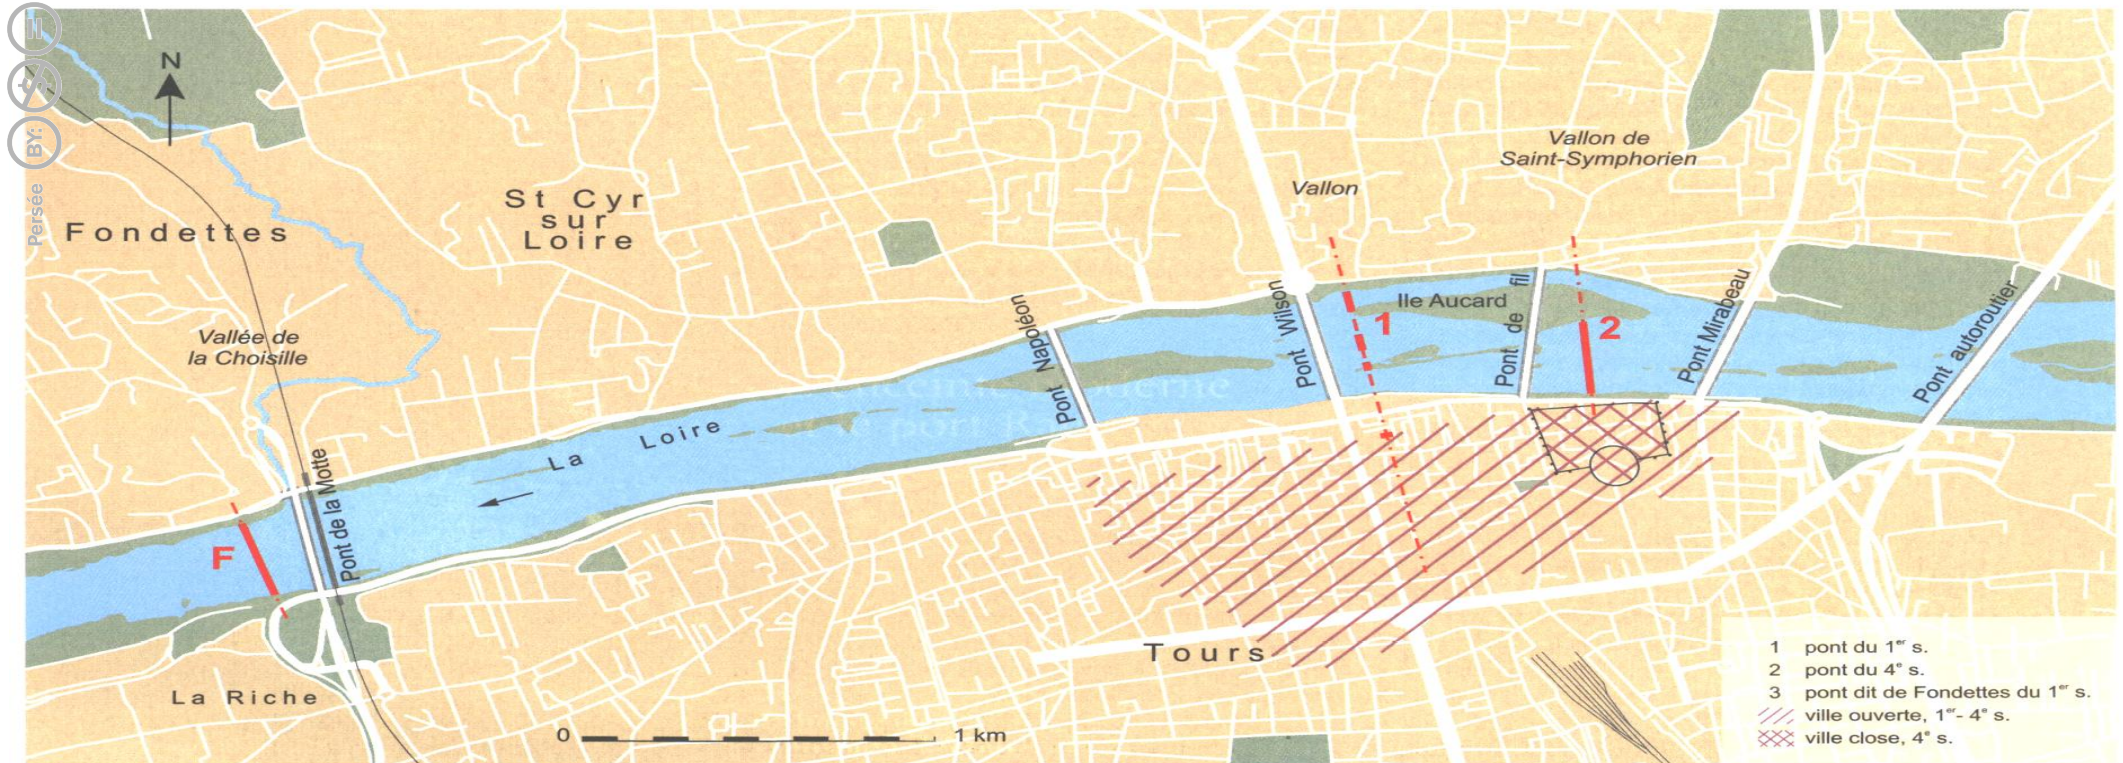 N
Fondettes
St Cyr
sur
Loire
Vallée de
la Choisille
Vallon
Vallon de
Saint-Symphorien
Ile Aucard
1
2
F
Pont de la Motte
Pont Napoléon
Pont Wilson
Pont de fil
Pont Mirabeau
Pont autoroutier
La Loire
La Riche
Tours
0 1 km
1 pont du 1er s.
2 pont du 4e s.
3 pont dit de Fondettes du 1er s.
ville ouverte, 1er- 4e s.
ville close, 4e s.
Persée BY: